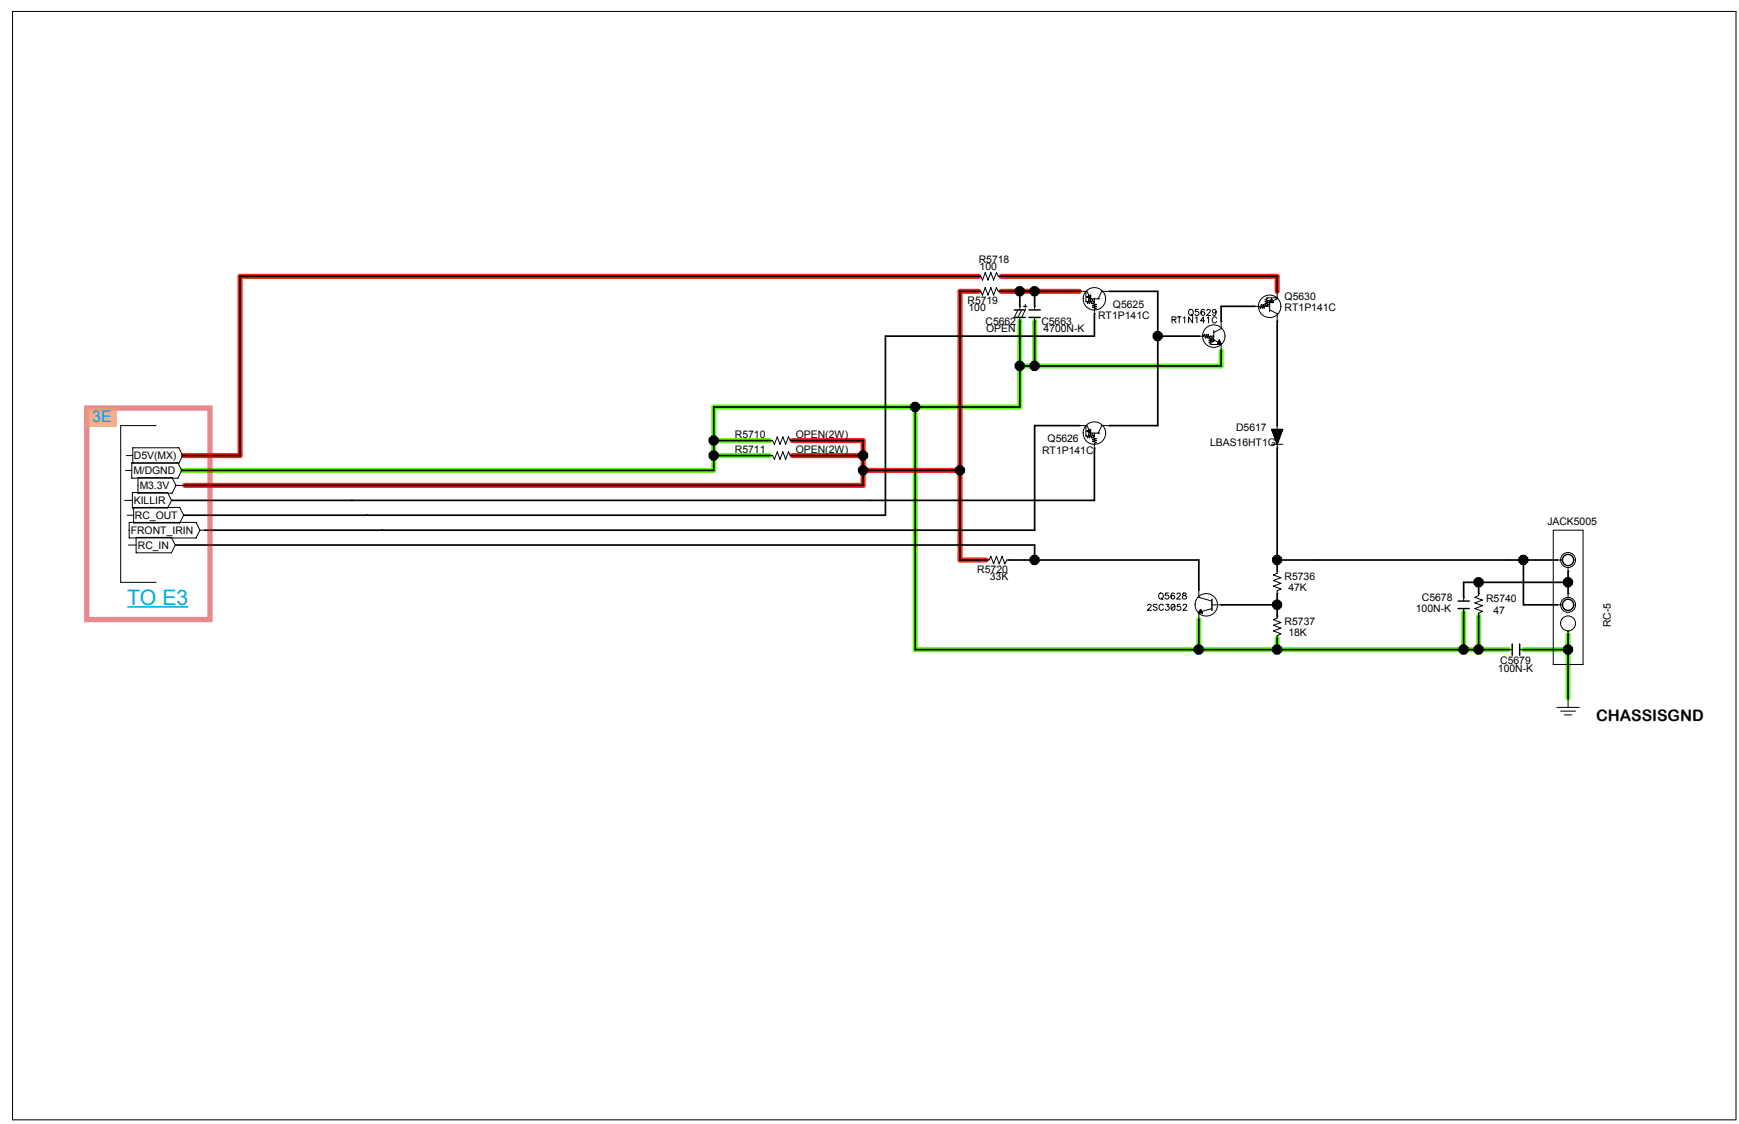 R5718
100
R5719
100
C5662
OPEN
+
C5663
4700N-K
Q5625
RT1P141C
Q5629
RT1N141C
Q5630
RT1P141C
3E
R5710
OPEN(2W)
R5711
OPEN(2W)
Q5626
RT1P141C
D5617
LBAS16HT1G
D5V(MX)
M/DGND
M3.3V
KILLIR
RC_OUT
FRONT_IRIN
RC_IN
TO E3
R5720
33K
Q5628
2SC3052
R5736
47K
R5737
18K
JACK5005
C5678
100N-K
R5740
47
RC-5
C5679
100N-K
CHASSISGND